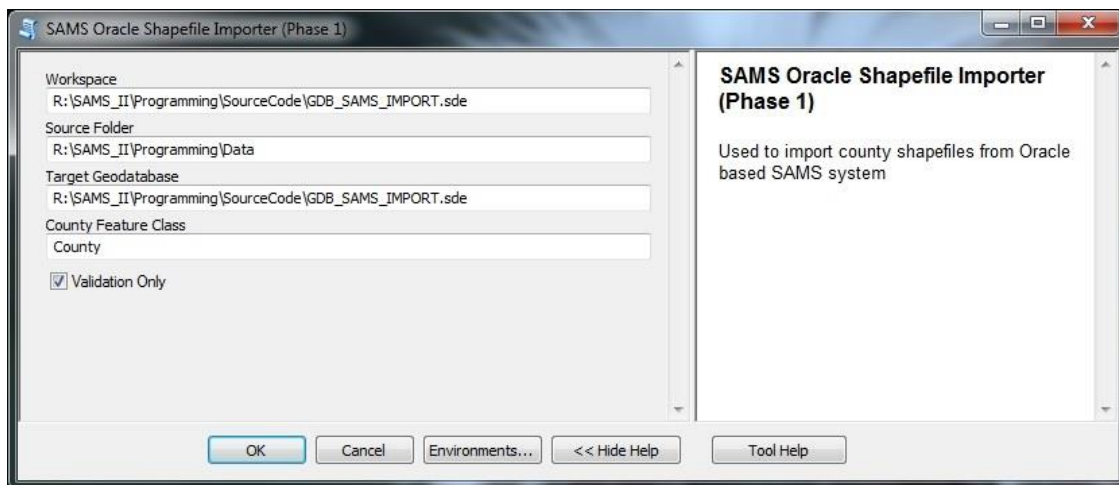 SAMS Oracle Shapefile Importer (Phase 1)
Workspace
R:\SAMS_II\Programming\SourceCode\GDB_SAMS_IMPORT.sde
Source Folder
R:\SAMS_II\Programming\Data
Target Geodatabase
R:\SAMS_II\Programming\SourceCode\GDB_SAMS_IMPORT.sde
County Feature Class
County
Validation Only
SAMS Oracle Shapefile Importer
(Phase 1)
Used to import county shapefiles from Oracle
based SAMS system
OK Cancel Environments... << Hide Help Tool Help